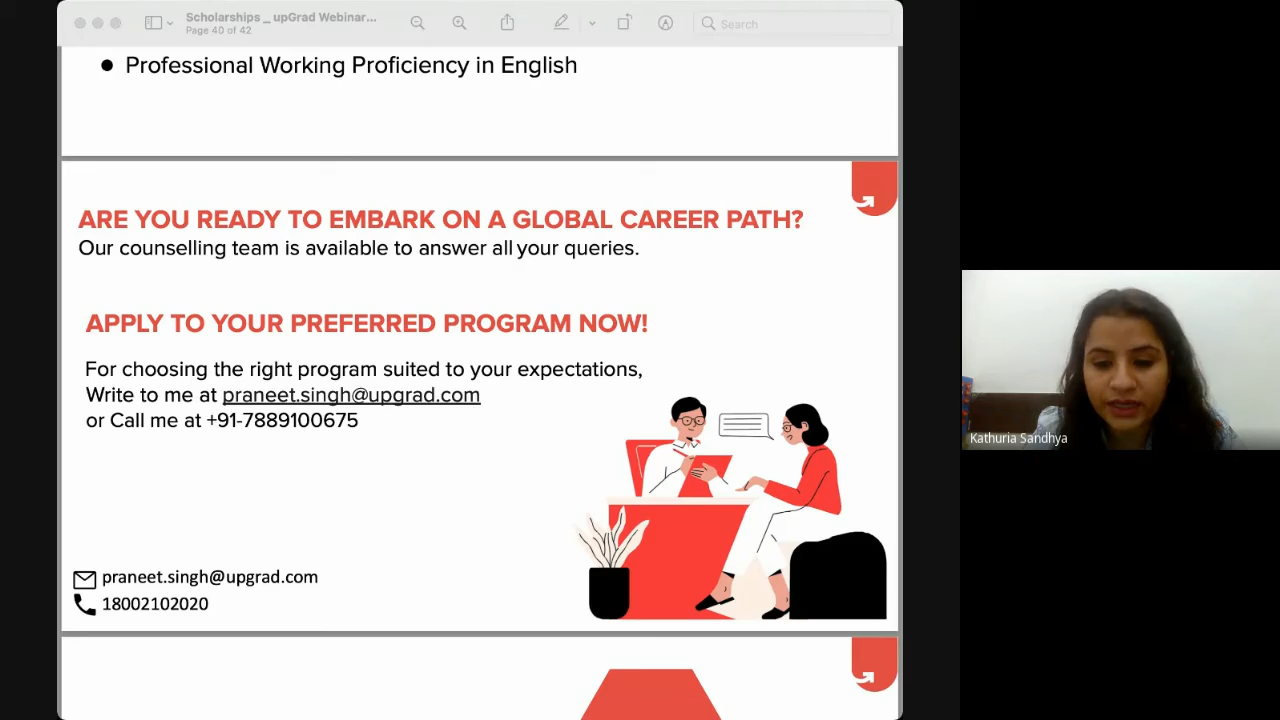 Scholarships _ upGrad Webinar...
Page 40 of 42
Search
● Professional Working Proficiency in English
ARE YOU READY TO EMBARK ON A GLOBAL CAREER PATH?
Our counselling team is available to answer all your queries.
APPLY TO YOUR PREFERRED PROGRAM NOW!
For choosing the right program suited to your expectations,
Write to me at praneet.singh@upgrad.com
or Call me at +91-7889100675
praneet.singh@upgrad.com
18002102020
Kathuria Sandhya